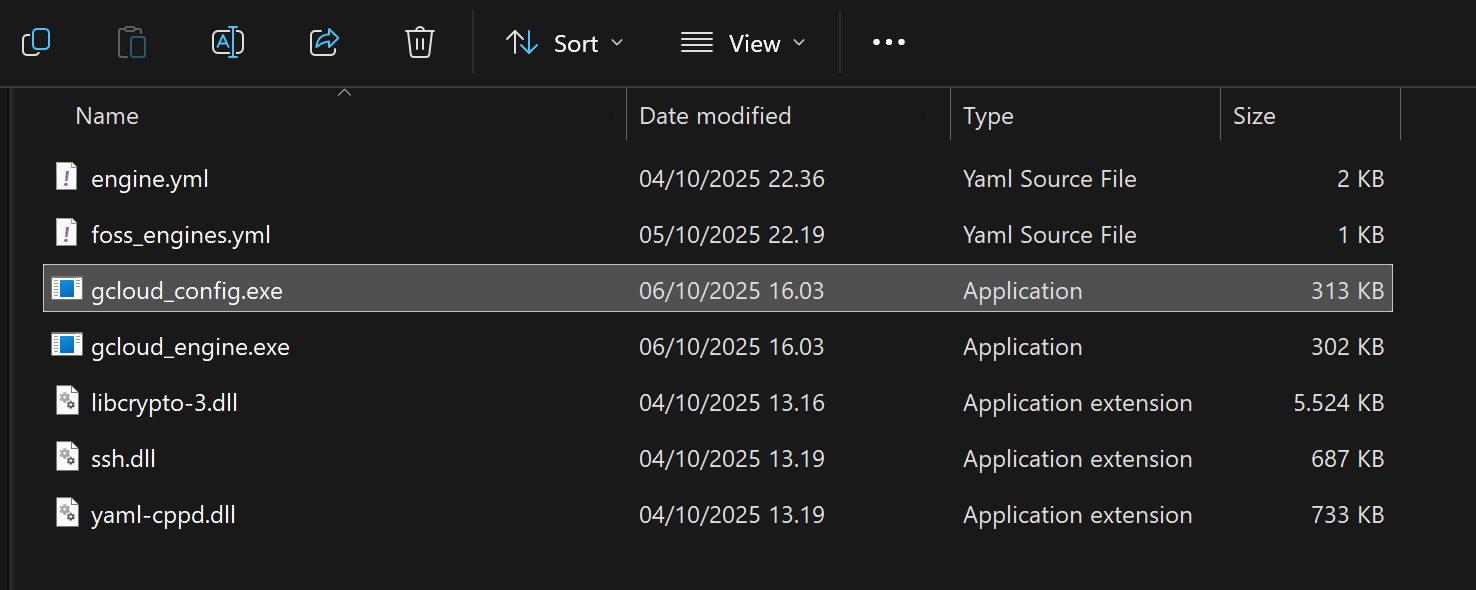 Sort View
Name Date modified Type Size
engine.yml 04/10/2025 22.36 Yaml Source File 2 KB
foss_engines.yml 05/10/2025 22.19 Yaml Source File 1 KB
gcloud_config.exe 06/10/2025 16.03 Application 313 KB
gcloud_engine.exe 06/10/2025 16.03 Application 302 KB
libcrypto-3.dll 04/10/2025 13.16 Application extension 5.524 KB
ssh.dll 04/10/2025 13.19 Application extension 687 KB
yaml-cppd.dll 04/10/2025 13.19 Application extension 733 KB